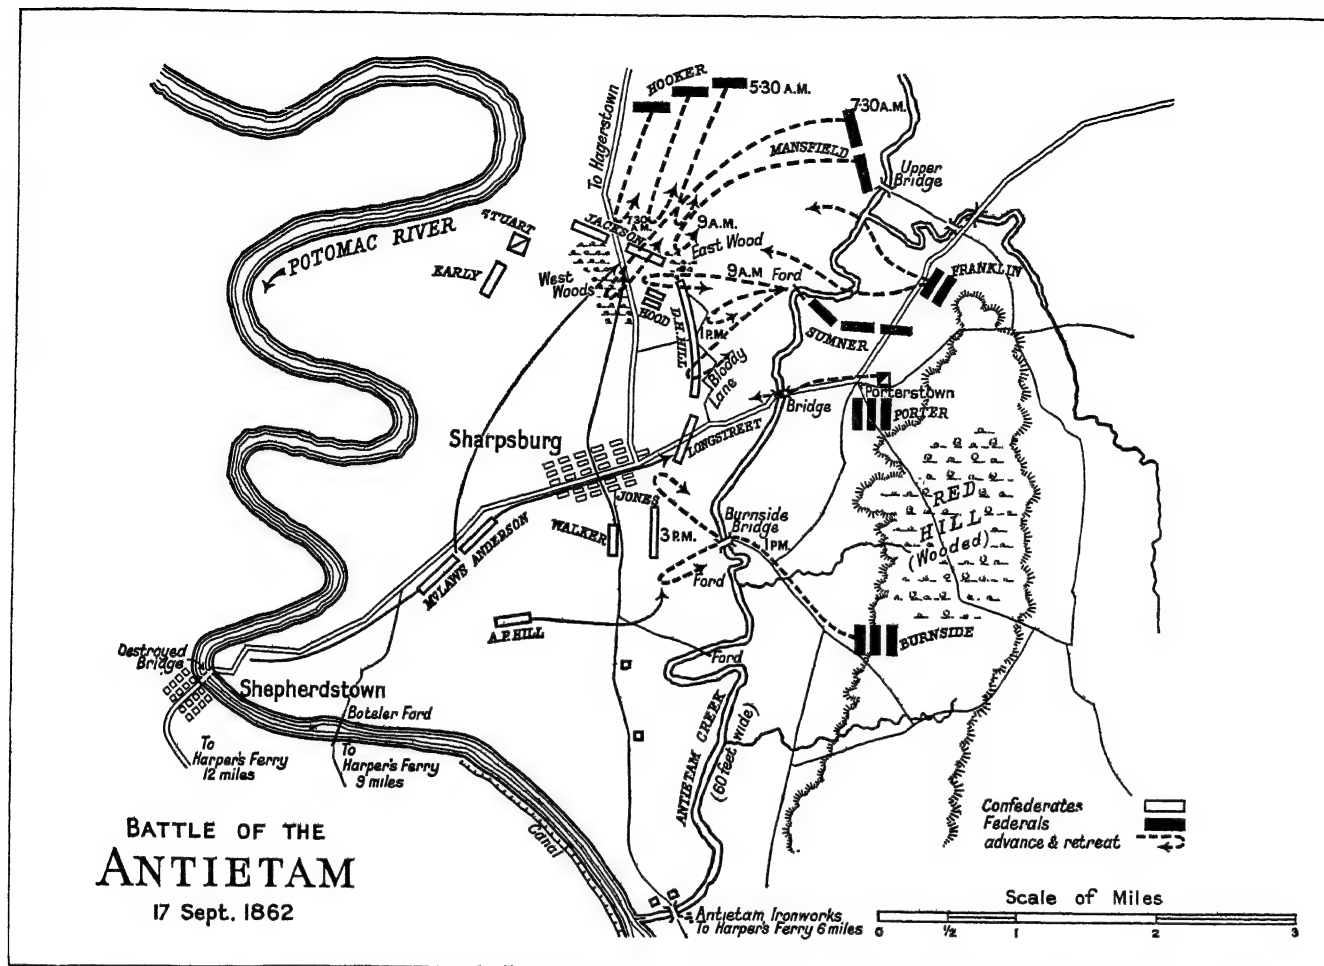 HOOKER
5·30 A.M.
To Hagerstown
7·30 A.M.
MANSFIELD
Upper
Bridge
STUART
POTOMAC RIVER
JACKSON
7.30
A.M.
9 A.M.
East Wood
EARLY
West
Woods
9 A.M
Ford
FRANKLIN
HOOD
D.H. HILL
1 P.M.
SUMNER
Bloody
Lane
Bridge
Porterstown
PORTER
Sharpsburg
LONGSTREET
JONES
WALKER
3 P.M.
Burnside
Bridge
1 P.M.
RED
HILL
(Wooded)
McLAWS ANDERSON
Ford
A.P. HILL
BURNSIDE
Destroyed
Bridge
Ford
Shepherdstown
Boteler Ford
To
Harper's Ferry
12 miles
To
Harper's Ferry
9 miles
ANTIETAM CREEK
(60 feet wide)
Canal
Confederates
Federals
advance & retreat
BATTLE OF THE
ANTIETAM
17 Sept. 1862
Antietam Ironworks
To Harper's Ferry 6 miles
Scale of Miles
0 ½ 1 2 3